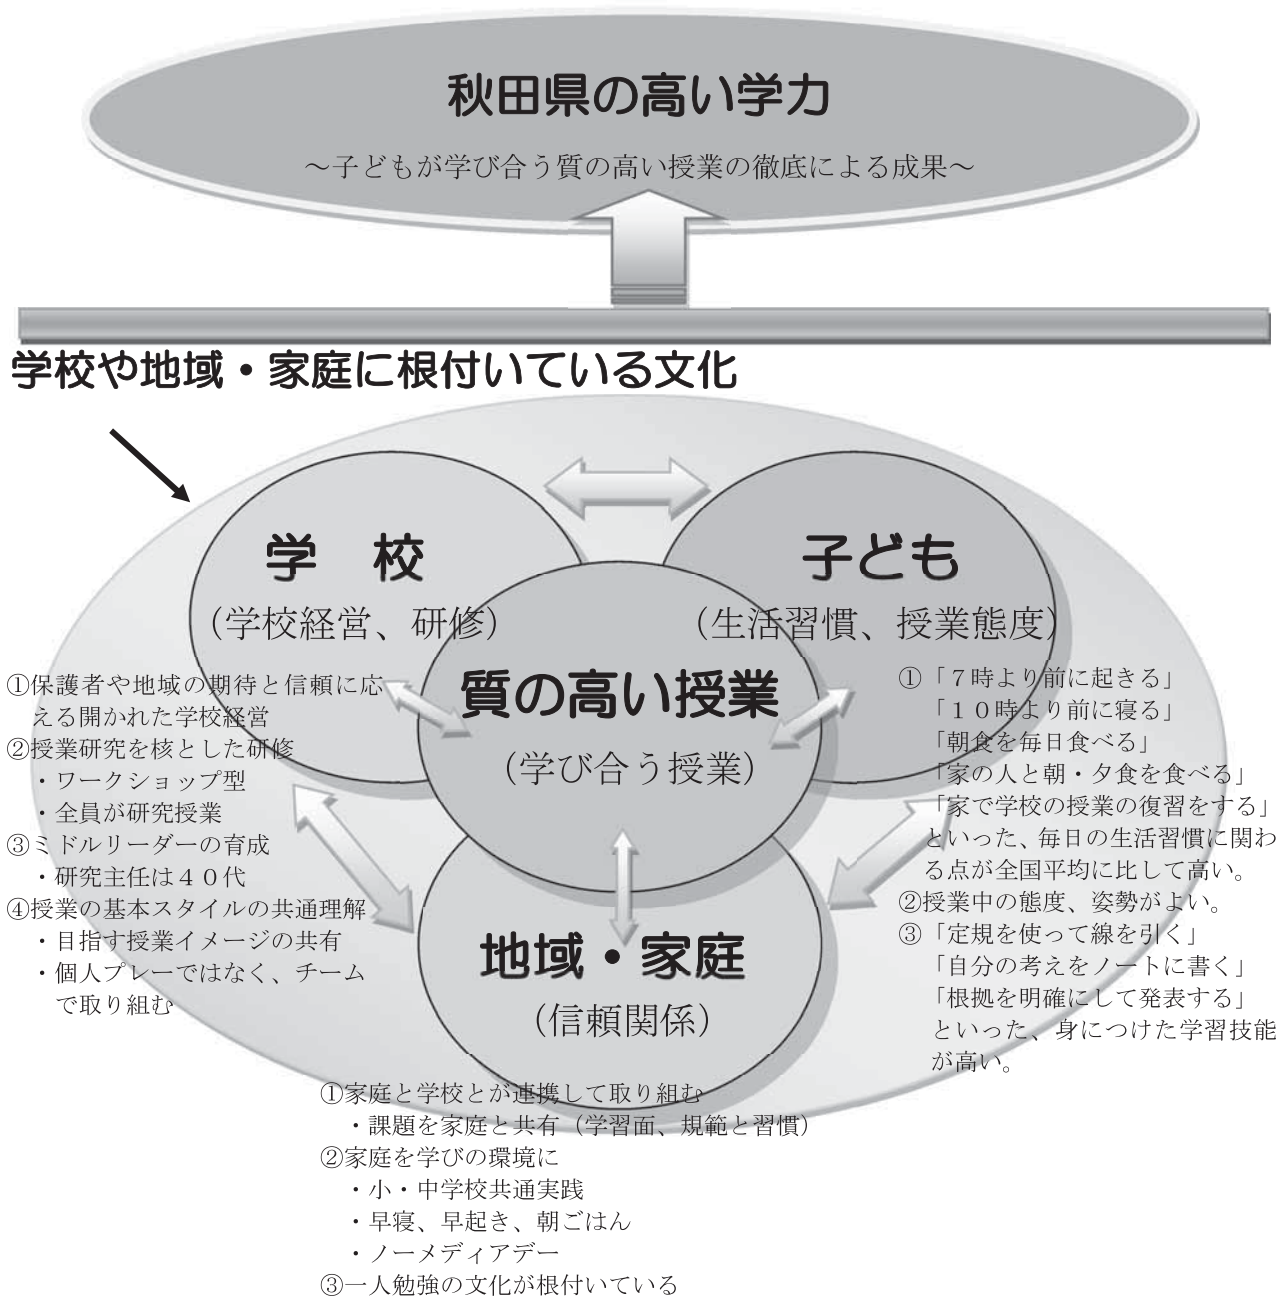 秋田県の高い学力
～子どもが学び合う質の高い授業の徹底による成果～
学校や地域・家庭に根付いている文化
学　校
（学校経営、研修）
①保護者や地域の期待と信頼に応
える開かれた学校経営
②授業研究を核とした研修
・ワークショップ型
・全員が研究授業
③ミドルリーダーの育成
・研究主任は４０代
④授業の基本スタイルの共通理解
・目指す授業イメージの共有
・個人プレーではなく、チーム
で取り組む
子ども
（生活習慣、授業態度）
①「７時より前に起きる」
「１０時より前に寝る」
「朝食を毎日食べる」
「家の人と朝・夕食を食べる」
「家で学校の授業の復習をする」
といった、毎日の生活習慣に関わ
る点が全国平均に比して高い。
②授業中の態度、姿勢がよい。
③「定規を使って線を引く」
「自分の考えをノートに書く」
「根拠を明確にして発表する」
といった、身につけた学習技能
が高い。
質の高い授業
（学び合う授業）
地域・家庭
（信頼関係）
①家庭と学校とが連携して取り組む
・課題を家庭と共有（学習面、規範と習慣）
②家庭を学びの環境に
・小・中学校共通実践
・早寝、早起き、朝ごはん
・ノーメディアデー
③一人勉強の文化が根付いている